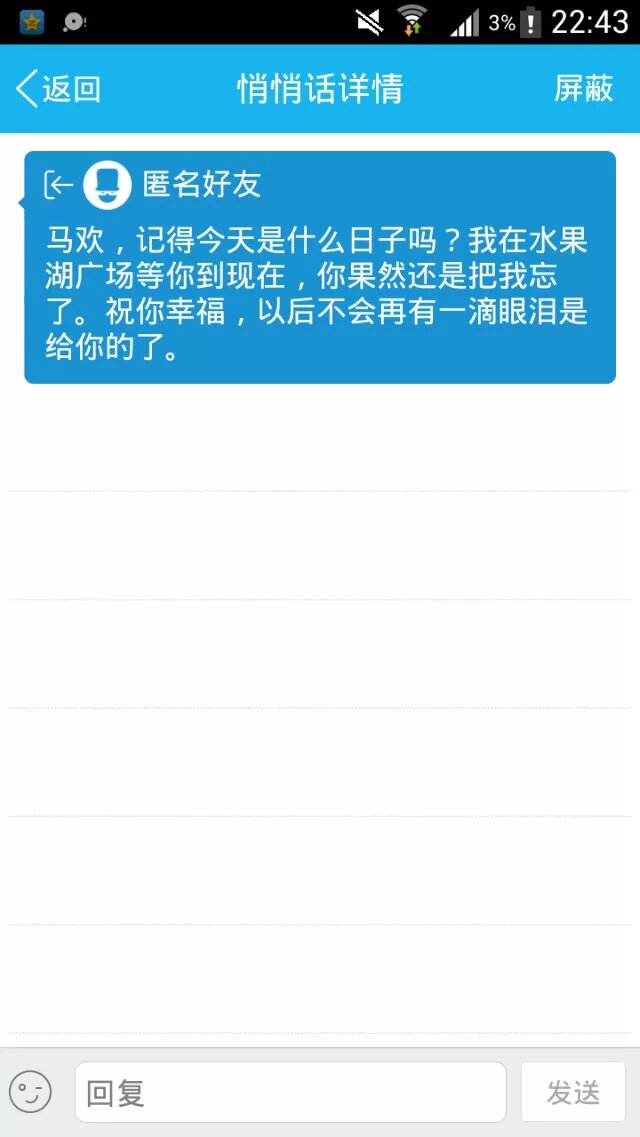 3% 22:43
返回 悄悄话详情 屏蔽
匿名好友
马欢，记得今天是什么日子吗？我在水果
湖广场等你到现在，你果然还是把我忘
了。祝你幸福，以后不会再有一滴眼泪是
给你的了。
回复 发送